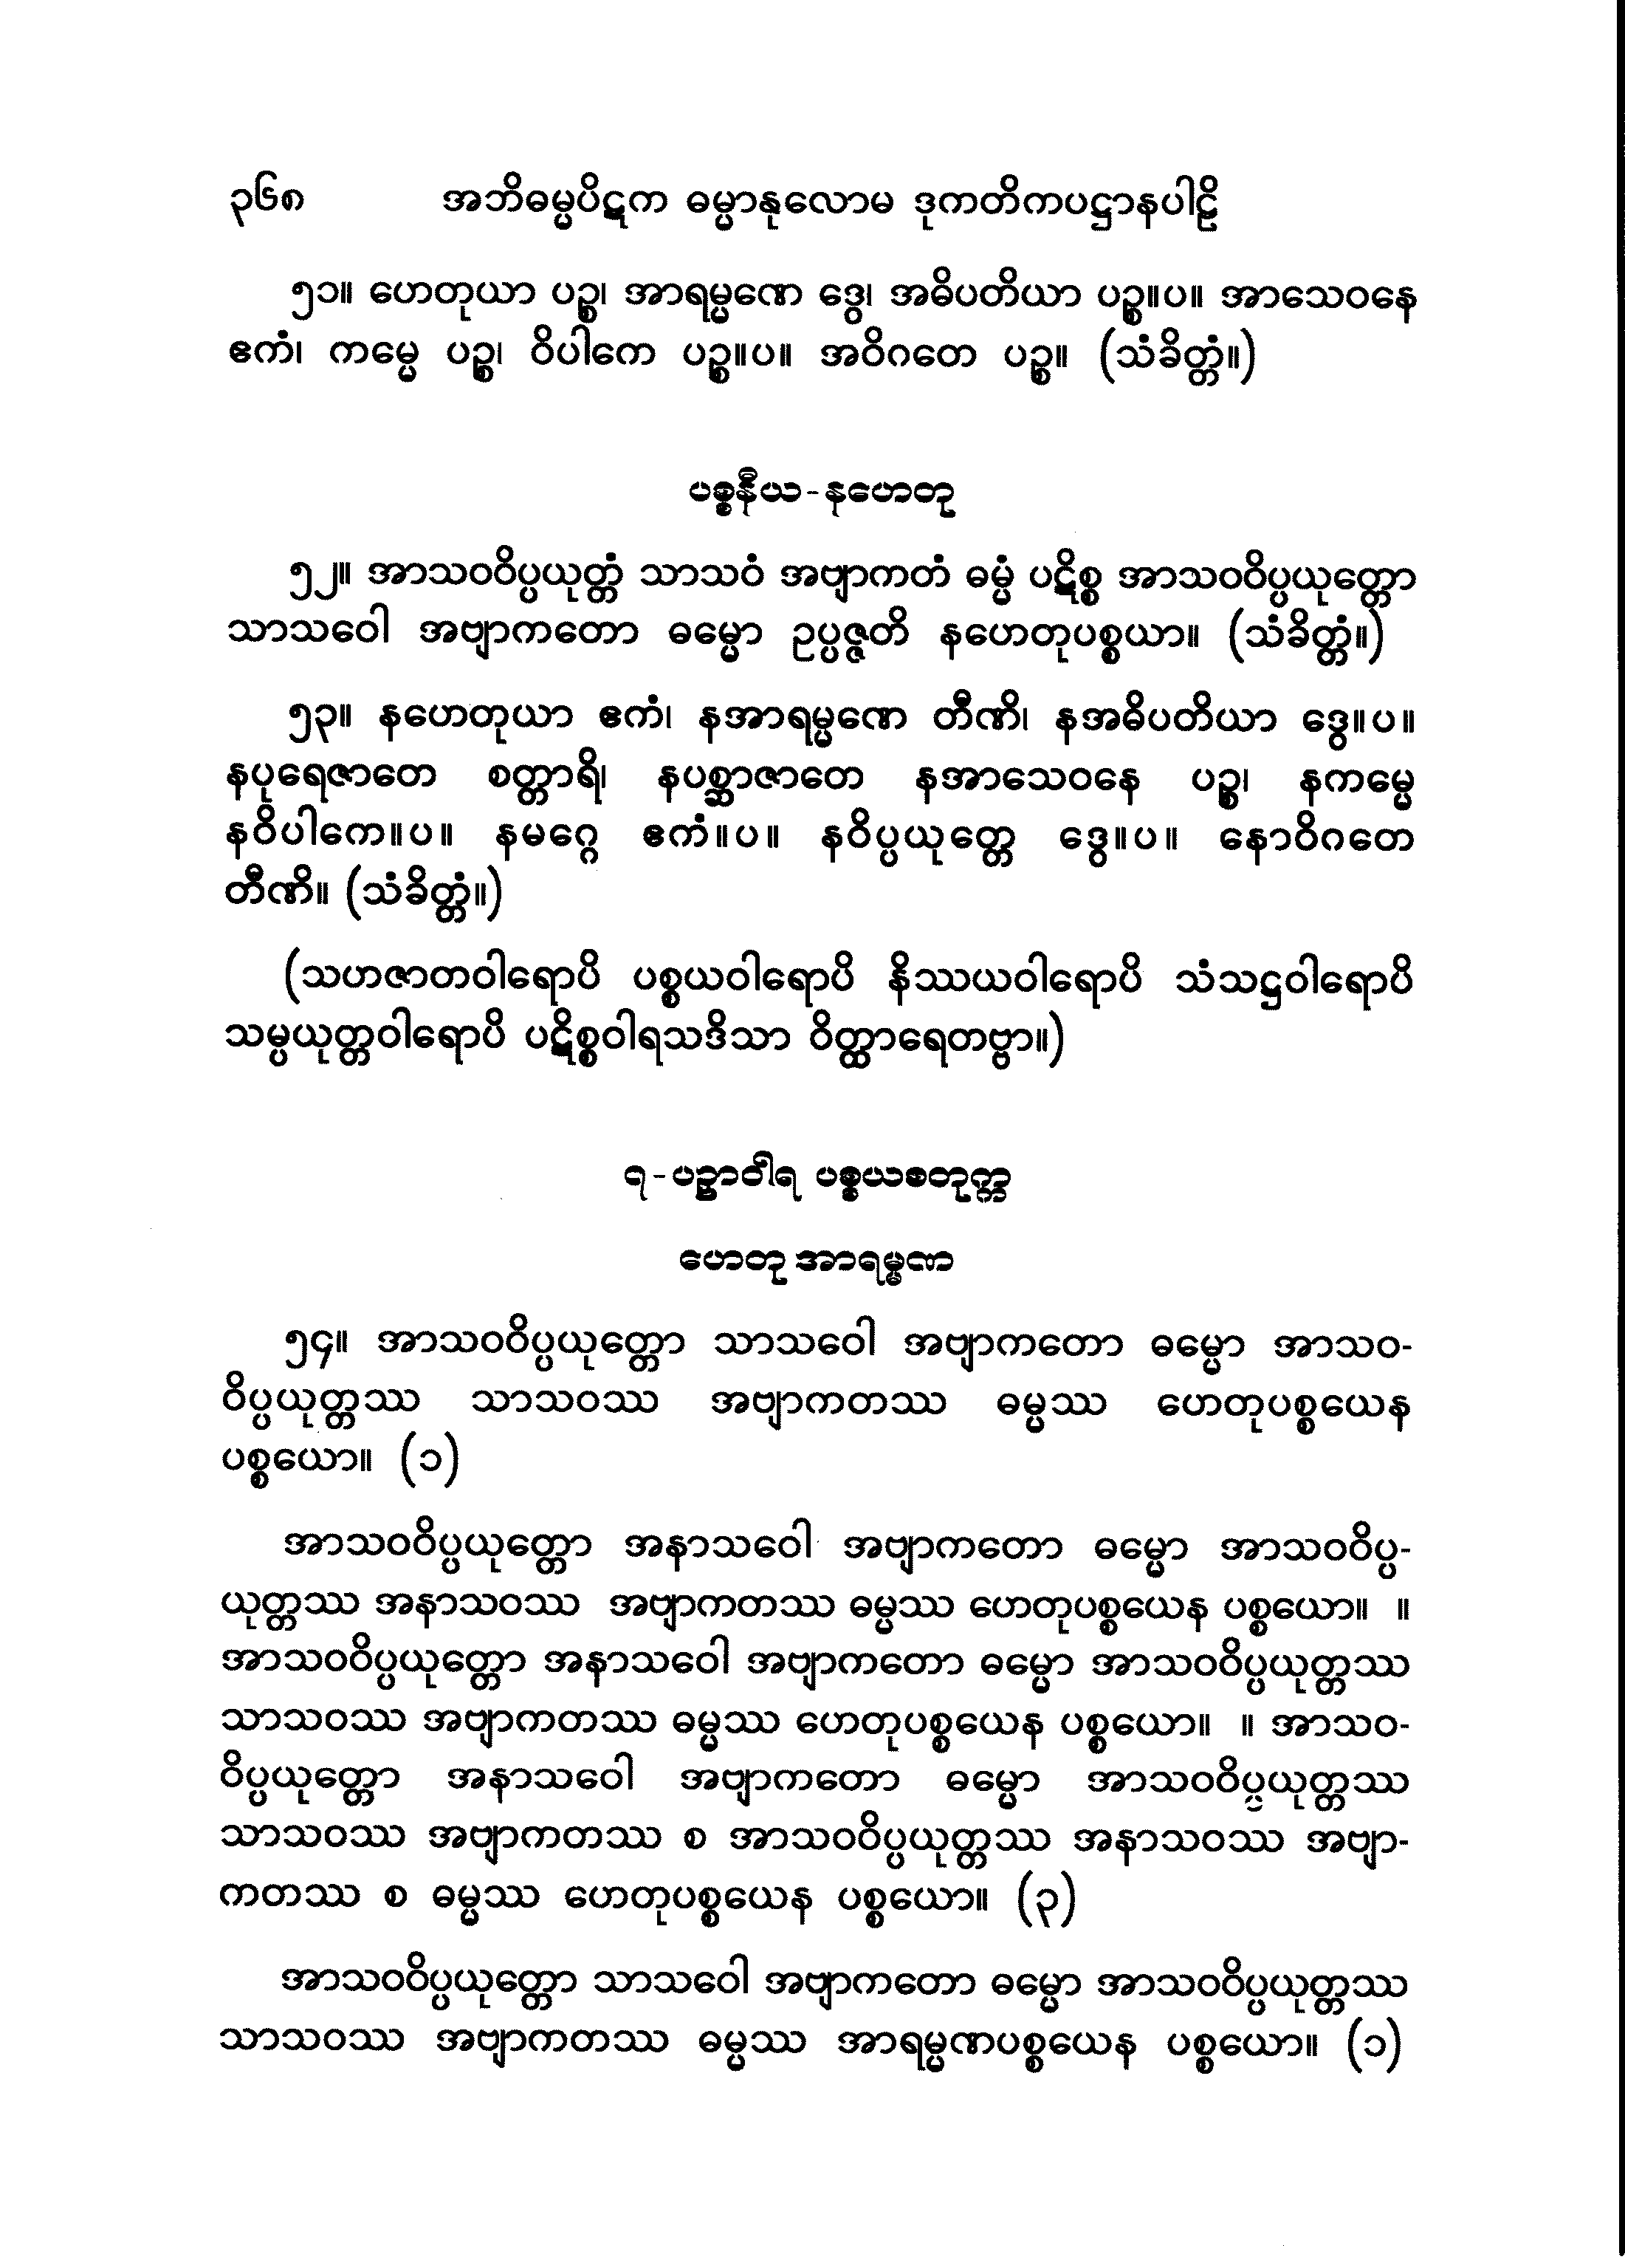 ၃၆၈ အဘိဓမ္မပိဋက ဓမ္မာနုလောမ ဒုကတိကပဋ္ဌာနပါဠိ
၅၁။ ဟေတုယာ ပဉ္စ၊ အာရမ္မဏေ ဒွေ၊ အဓိပတိယာ ပဉ္စ။ပ။ အာသေဝနေ
ဧကံ၊ ကမ္မေ ပဉ္စ၊ ဝိပါကေ ပဉ္စ။ပ။ အဝိဂတေ ပဉ္စ။ (သံခိတ္တံ။)
ပစ္စနီယ-နဟေတု
၅၂။ အာသဝဝိပ္ပယုတ္တံ သာသဝံ အဗျာကတံ ဓမ္မံ ပဋိစ္စ အာသဝဝိပ္ပယုတ္တော
သာသဝေါ အဗျာကတော ဓမ္မော ဥပ္ပဇ္ဇတိ နဟေတုပစ္စယာ။ (သံခိတ္တံ။)
၅၃။ နဟေတုယာ ဧကံ၊ နအာရမ္မဏေ တီဏိ၊ နအဓိပတိယာ ဒွေ။ပ။
နပုရေဇာတေ စတ္တာရိ၊ နပစ္ဆာဇာတေ နအာသေဝနေ ပဉ္စ၊ နကမ္မေ
နဝိပါကေ။ပ။ နမဂ္ဂေ ဧကံ။ပ။ နဝိပ္ပယုတ္တေ ဒွေ။ပ။ နောဝိဂတေ
တီဏိ။ (သံခိတ္တံ။)
(သဟဇာတဝါရောပိ ပစ္စယဝါရောပိ နိဿယဝါရောပိ သံသဋ္ဌဝါရောပိ
သမ္ပယုတ္တဝါရောပိ ပဋိစ္စဝါရသဒိသာ ဝိတ္ထာရေတဗ္ဗာ။)
ရ-ပဉှာဝါရ ပစ္စယစတုက္က
ဟေတု အာရမ္မဏ
၅၄။ အာသဝဝိပ္ပယုတ္တော သာသဝေါ အဗျာကတော ဓမ္မော အာသဝ-
ဝိပ္ပယုတ္တဿ သာသဝဿ အဗျာကတဿ ဓမ္မဿ ဟေတုပစ္စယေန
ပစ္စယော။ (၁)
အာသဝဝိပ္ပယုတ္တော အနာသဝေါ အဗျာကတော ဓမ္မော အာသဝဝိပ္ပ-
ယုတ္တဿ အနာသဝဿ အဗျာကတဿ ဓမ္မဿ ဟေတုပစ္စယေန ပစ္စယော။ ။
အာသဝဝိပ္ပယုတ္တော အနာသဝေါ အဗျာကတော ဓမ္မော အာသဝဝိပ္ပယုတ္တဿ
သာသဝဿ အဗျာကတဿ ဓမ္မဿ ဟေတုပစ္စယေန ပစ္စယော။ ။ အာသဝ-
ဝိပ္ပယုတ္တော အနာသဝေါ အဗျာကတော ဓမ္မော အာသဝဝိပ္ပယုတ္တဿ
သာသဝဿ အဗျာကတဿ စ အာသဝဝိပ္ပယုတ္တဿ အနာသဝဿ အဗျာ-
ကတဿ စ ဓမ္မဿ ဟေတုပစ္စယေန ပစ္စယော။ (၃)
အာသဝဝိပ္ပယုတ္တော သာသဝေါ အဗျာကတော ဓမ္မော အာသဝဝိပ္ပယုတ္တဿ
သာသဝဿ အဗျာကတဿ ဓမ္မဿ အာရမ္မဏပစ္စယေန ပစ္စယော။ (၁)